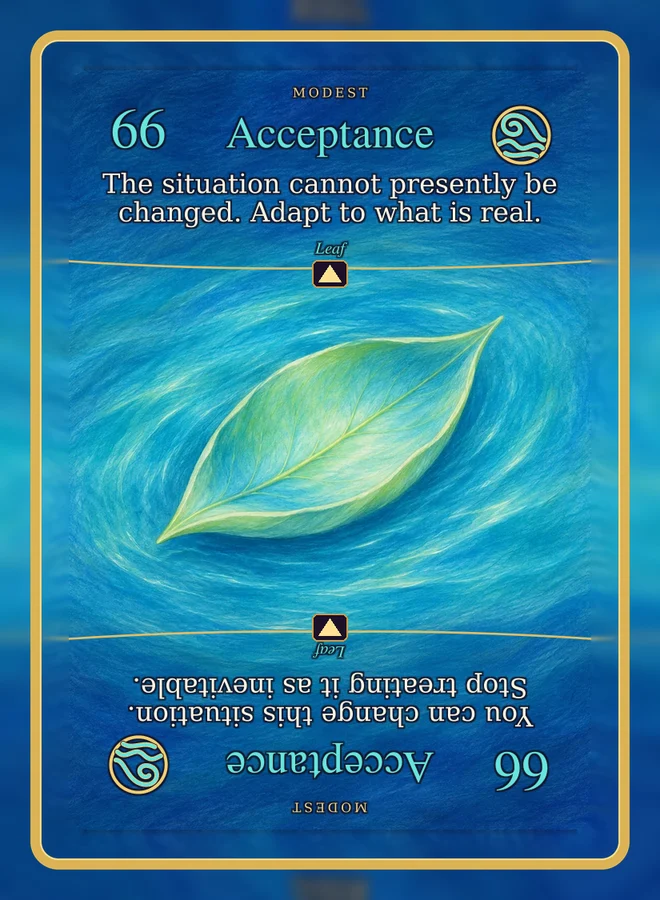 MODEST
66 Acceptance
The situation cannot presently be
changed. Adapt to what is real.
Leaf
Leaf
You can change this situation.
Stop treating it as inevitable.
66 Acceptance
MODEST